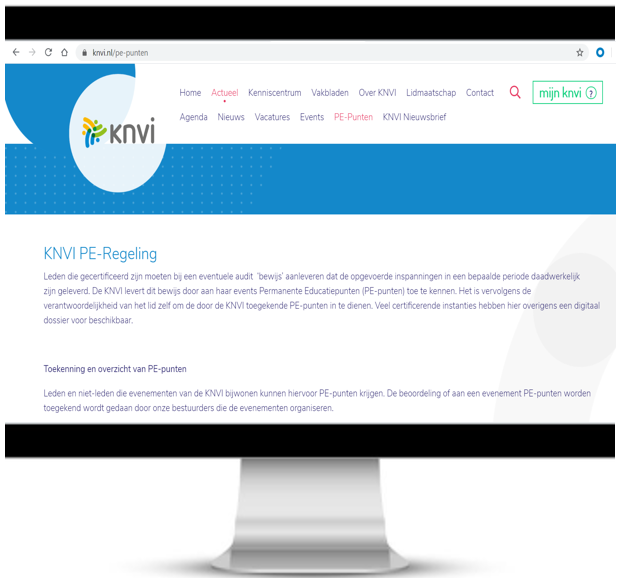 knvi.nl/pe-punten
Home Actueel Kenniscentrum Vakbladen Over KNVI Lidmaatschap Contact mijn knvi ?
Agenda Nieuws Vacatures Events PE-Punten KNVI Nieuwsbrief
KNVI
KNVI PE-Regeling
Leden die gecertificeerd zijn moeten bij een eventuele audit 'bewijs' aanleveren dat de opgevoerde inspanningen in een bepaalde periode daadwerkelijk
zijn geleverd. De KNVI levert dit bewijs door aan haar events Permanente Educatiepunten (PE-punten) toe te kennen. Het is vervolgens de
verantwoordelijkheid van het lid zelf om de door de KNVI toegekende PE-punten in te dienen. Veel certificerende instanties hebben hier overigens een digitaal
dossier voor beschikbaar.
Toekenning en overzicht van PE-punten
Leden en niet-leden die evenementen van de KNVI bijwonen kunnen hiervoor PE-punten krijgen. De beoordeling of aan een evenement PE-punten worden
toegekend wordt gedaan door onze bestuurders die de evenementen organiseren.